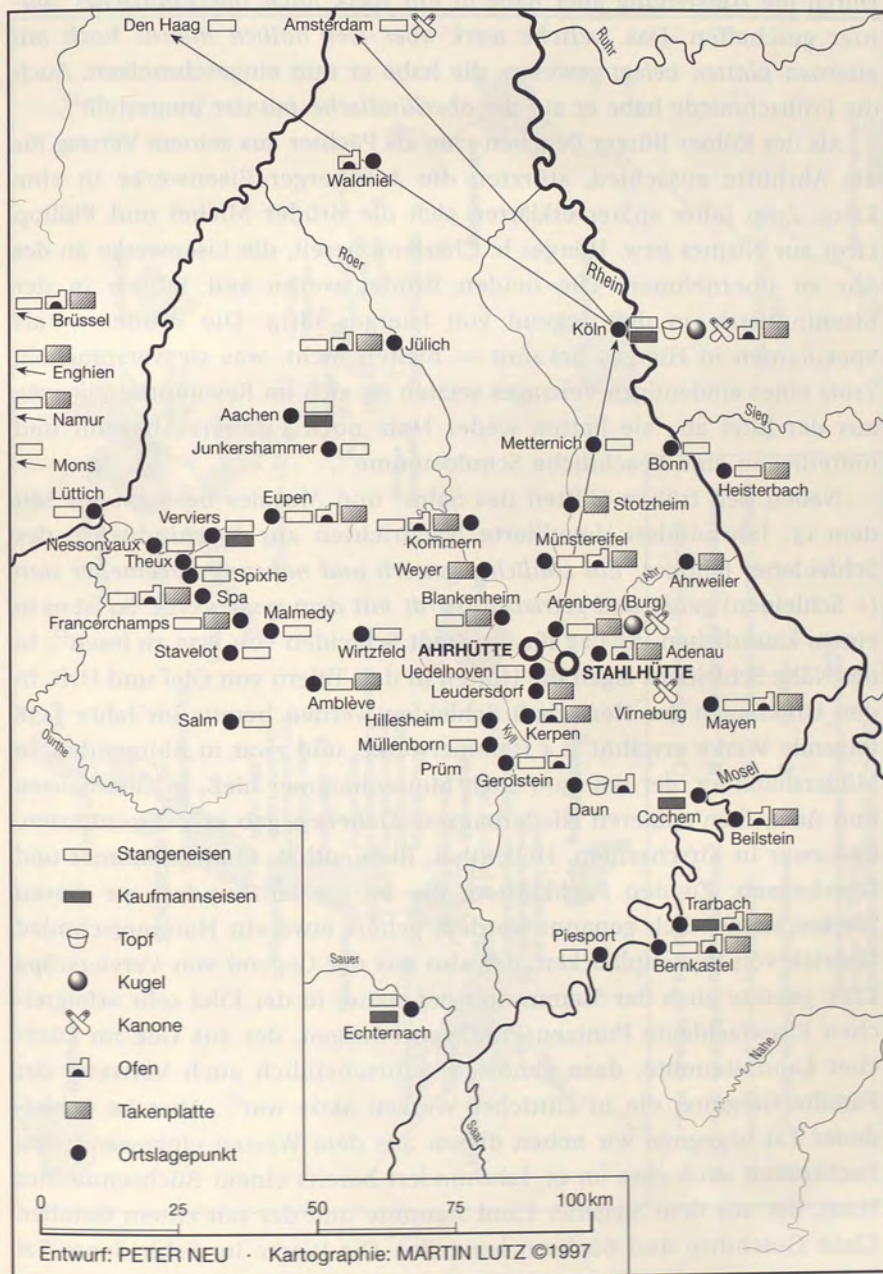 Den Haag
Amsterdam
Ruhr
Waldniel
Roer
Rhein
Brüssel
Köln
Jülich
Enghien
Aachen
Namur
Sieg
Junkershammer
Metternich
Bonn
Mons
Heisterbach
Lüttich
Eupen
Stotzheim
Verviers
Kommern
Münstereifel
Nessonvaux
Theux
Weyer
Ahr
Ahrweiler
Spixhe
Blankenheim
Spa
Arenberg (Burg)
Francorchamps
Malmedy
AHRHÜTTE
Adenau
Stavelot
Wirtzfeld
Uedelhoven
STAHLHÜTTE
Amblève
Leudersdorf
Virneburg
Mayen
Salm
Hillesheim
Kerpen
Ourthe
Müllenborn
Kyll
Prüm
Gerolstein
Mosel
Daun
Cochem
Beilstein
Stangeneisen
Kaufmannseisen
Trarbach
Topf
Piesport
Bernkastel
Sauer
Kugel
Echternach
Kanone
Nahe
Ofen
Takenplatte
Saar
Ortslagepunkt
0 25 50 75 100 km
Entwurf: PETER NEU · Kartographie: MARTIN LUTZ ©1997